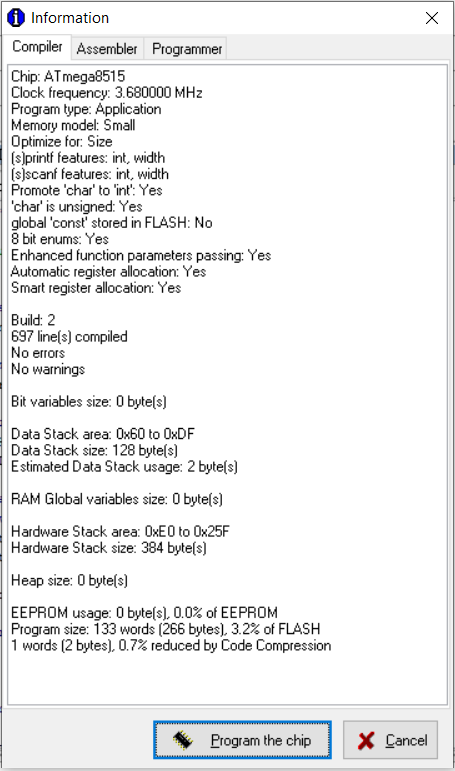 Information
Compiler Assembler Programmer
Chip: ATmega8515
Clock frequency: 3.680000 MHz
Program type: Application
Memory model: Small
Optimize for: Size
(s)printf features: int, width
(s)scanf features: int, width
Promote 'char' to 'int': Yes
'char' is unsigned: Yes
global 'const' stored in FLASH: No
8 bit enums: Yes
Enhanced function parameters passing: Yes
Automatic register allocation: Yes
Smart register allocation: Yes
Build: 2
697 line(s) compiled
No errors
No warnings
Bit variables size: 0 byte(s)
Data Stack area: 0x60 to 0xDF
Data Stack size: 128 byte(s)
Estimated Data Stack usage: 2 byte(s)
RAM Global variables size: 0 byte(s)
Hardware Stack area: 0xE0 to 0x25F
Hardware Stack size: 384 byte(s)
Heap size: 0 byte(s)
EEPROM usage: 0 byte(s), 0.0% of EEPROM
Program size: 133 words (266 bytes), 3.2% of FLASH
1 words (2 bytes), 0.7% reduced by Code Compression
Program the chip Cancel